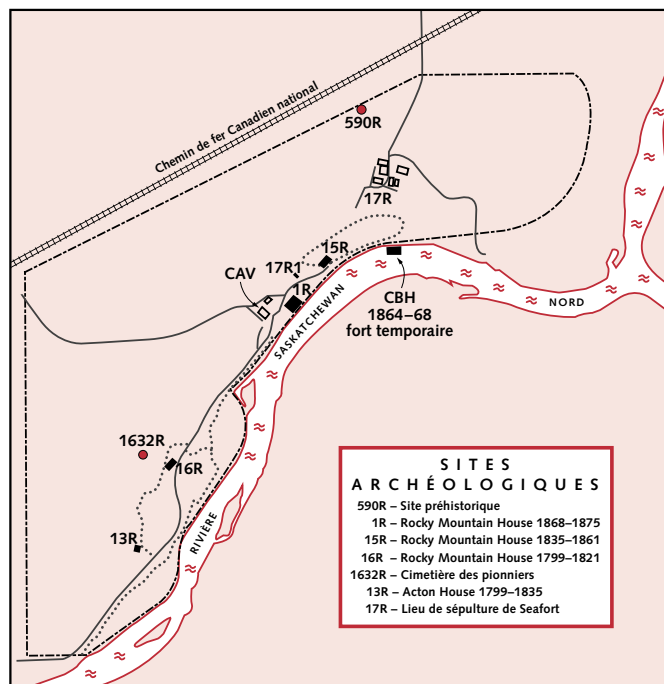 Chemin de fer Canadien national
590R
17R
15R
17R1
CAV
1R
CBH
1864–68
fort temporaire
SASKATCHEWAN
NORD
1632R
16R
13R
RIVIÈRE
SITES
ARCHÉOLOGIQUES
590R – Site préhistorique
1R – Rocky Mountain House 1868–1875
15R – Rocky Mountain House 1835–1861
16R – Rocky Mountain House 1799–1821
1632R – Cimetière des pionniers
13R – Acton House 1799–1835
17R – Lieu de sépulture de Seafort